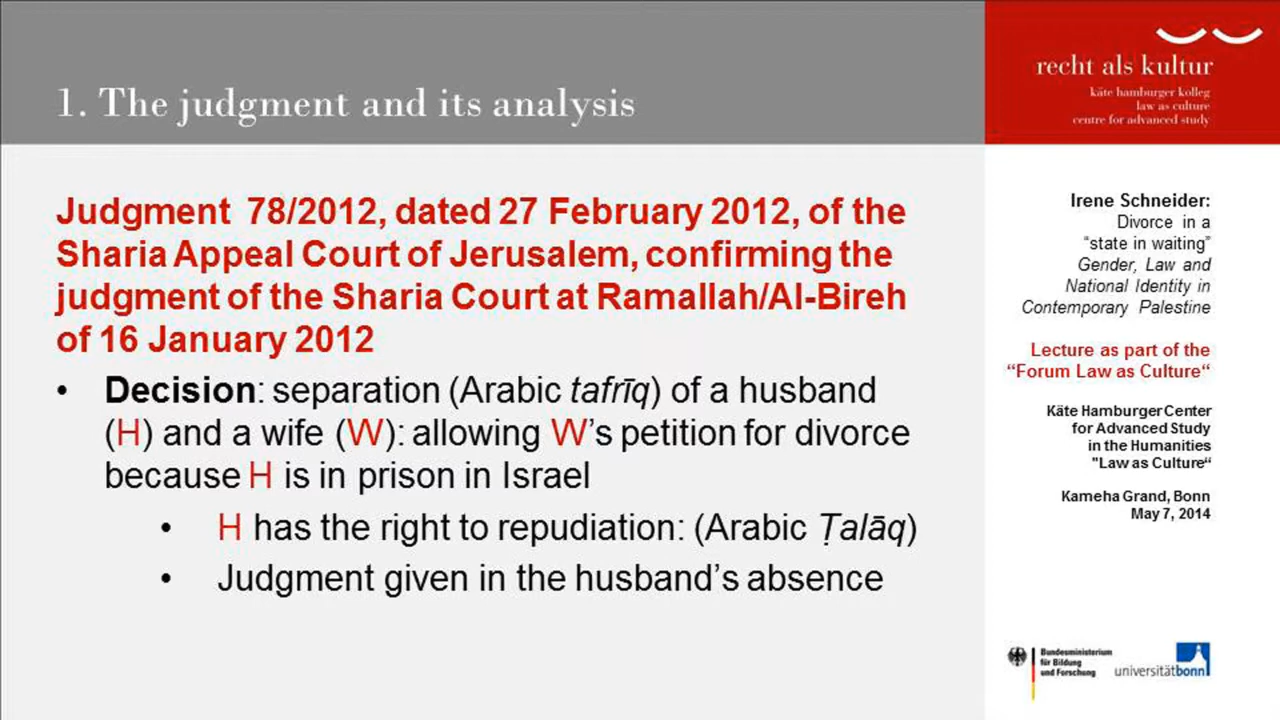 1. The judgment and its analysis
Judgment 78/2012, dated 27 February 2012, of the
Sharia Appeal Court of Jerusalem, confirming the
judgment of the Sharia Court at Ramallah/Al-Bireh
of 16 January 2012
• Decision: separation (Arabic tafrīq) of a husband
(H) and a wife (W): allowing W’s petition for divorce
because H is in prison in Israel
• H has the right to repudiation: (Arabic Ṭalāq)
• Judgment given in the husband’s absence
recht als kultur
käte hamburger kolleg
law as culture
centre for advanced study
Irene Schneider:
Divorce in a
“state in waiting”
Gender, Law and
National Identity in
Contemporary Palestine
Lecture as part of the
“Forum Law as Culture“
Käte Hamburger Center
for Advanced Study
in the Humanities
"Law as Culture“
Kameha Grand, Bonn
May 7, 2014
Bundesministerium
für Bildung
und Forschung
universitätbonn